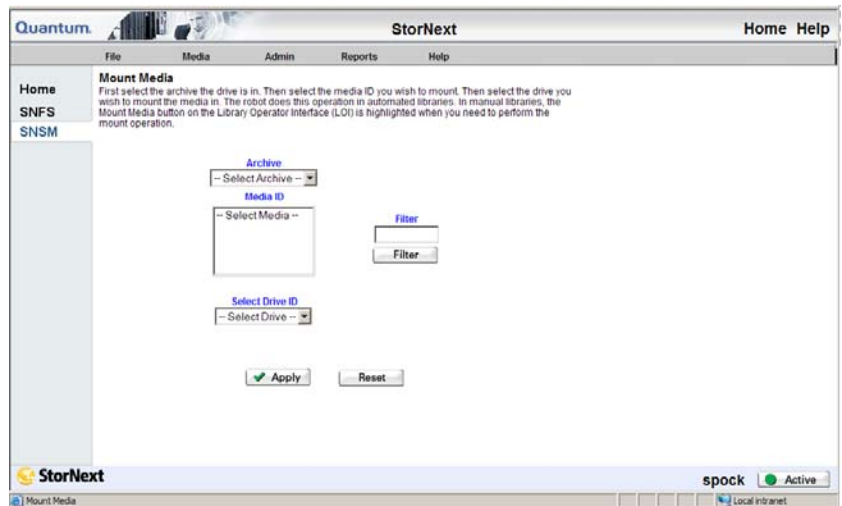 Quantum. StorNext Home Help
File Media Admin Reports Help
Home
SNFS
SNSM
Mount Media
First select the archive the drive is in. Then select the media ID you wish to mount. Then select the drive you
wish to mount the media in. The robot does this operation in automated libraries. In manual libraries, the
Mount Media button on the Library Operator Interface (LOI) is highlighted when you need to perform the
mount operation.
Archive
-- Select Archive --
Media ID
-- Select Media --
Filter
Filter
Select Drive ID
-- Select Drive --
Apply Reset
StorNext spock Active
Mount Media Local intranet